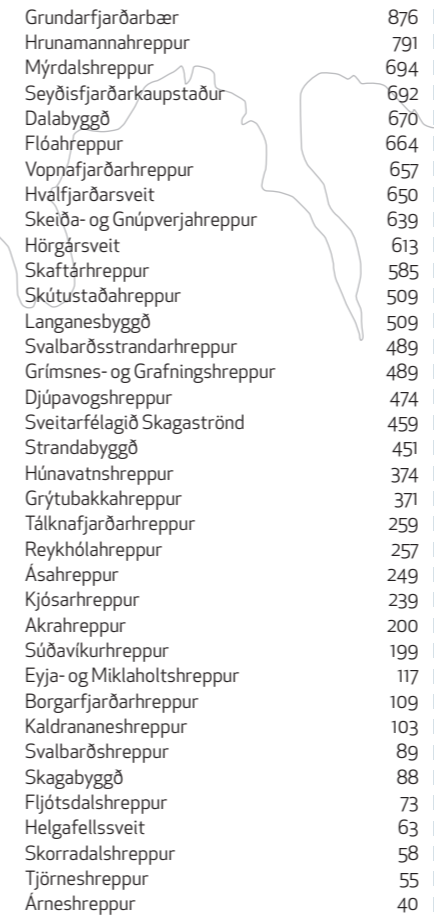 Grundarfjarðarbær 876
Hrunamannahreppur 791
Mýrdalshreppur 694
Seyðisfjarðarkaupstaður 692
Dalabyggð 670
Flóahreppur 664
Vopnafjarðarhreppur 657
Hvalfjarðarsveit 650
Skeiða- og Gnúpverjahreppur 639
Hörgársveit 613
Skaftárhreppur 585
Skútustaðahreppur 509
Langanesbyggð 509
Svalbarðsstrandarhreppur 489
Grímsnes- og Grafningshreppur 489
Djúpavogshreppur 474
Sveitarfélagið Skagaströnd 459
Strandabyggð 451
Húnavatnshreppur 374
Grýtubakkahreppur 371
Tálknafjarðarhreppur 259
Reykhólahreppur 257
Ásahreppur 249
Kjósarhreppur 239
Akrahreppur 200
Súðavíkurhreppur 199
Eyja- og Miklaholtshreppur 117
Borgarfjarðarhreppur 109
Kaldrananeshreppur 103
Svalbarðshreppur 89
Skagabyggð 88
Fljótsdalshreppur 73
Helgafellssveit 63
Skorradalshreppur 58
Tjörneshreppur 55
Árneshreppur 40